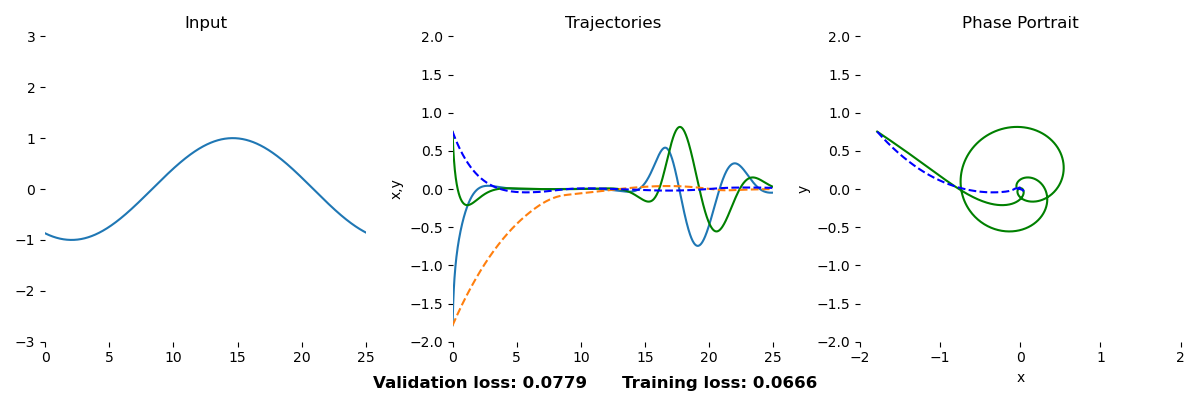 Input
3
2
1
0
−1
−2
−3
0 5 10 15 20 25
Trajectories
x,y
2.0
1.5
1.0
0.5
0.0
−0.5
−1.0
−1.5
−2.0
0 5 10 15 20 25
Phase Portrait
y
2.0
1.5
1.0
0.5
0.0
−0.5
−1.0
−1.5
−2.0
−2 −1 0 1 2
x
Validation loss: 0.0779 Training loss: 0.0666